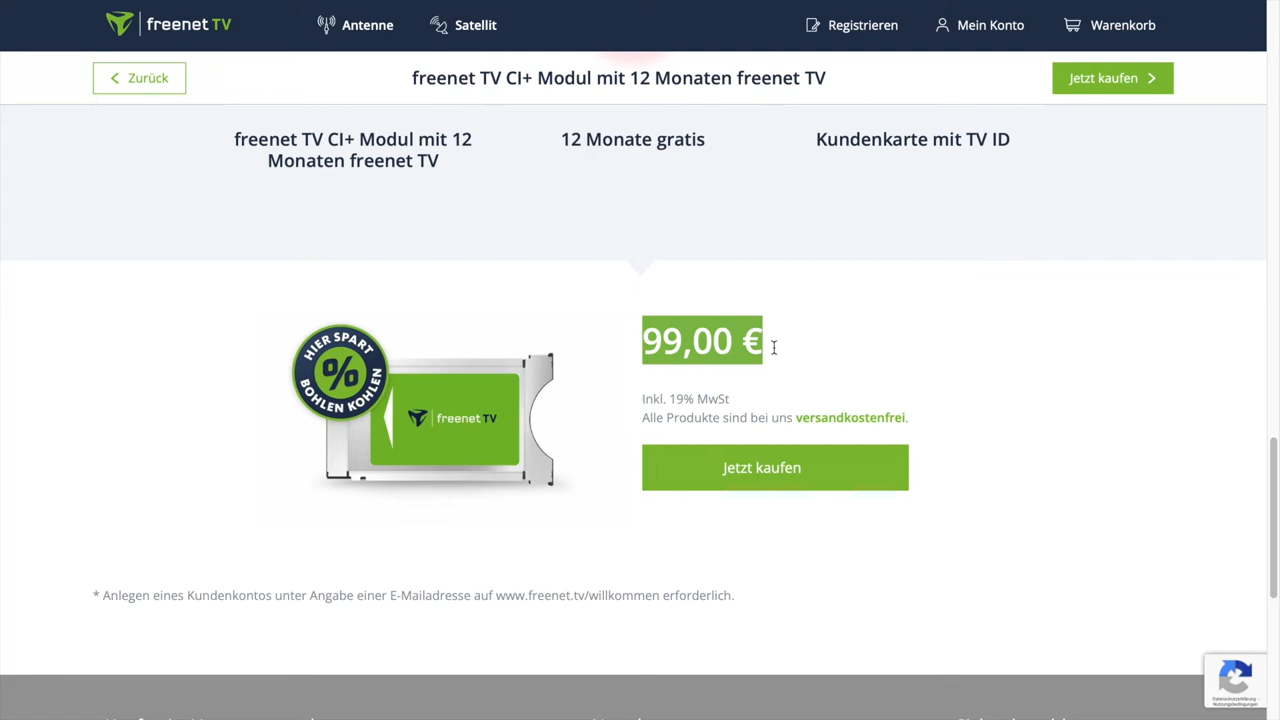 freenet TV
Antenne
Satellit
Registrieren
Mein Konto
Warenkorb
Zurück
freenet TV CI+ Modul mit 12 Monaten freenet TV
Jetzt kaufen
freenet TV CI+ Modul mit 12
Monaten freenet TV
12 Monate gratis
Kundenkarte mit TV ID
HIER SPART
%
BOHLEN KOHLEN
freenet TV
99,00 €
Inkl. 19% MwSt
Alle Produkte sind bei uns versandkostenfrei.
Jetzt kaufen
* Anlegen eines Kundenkontos unter Angabe einer E-Mailadresse auf www.freenet.tv/willkommen erforderlich.
Datenschutzerklärung -
Nutzungsbedingungen